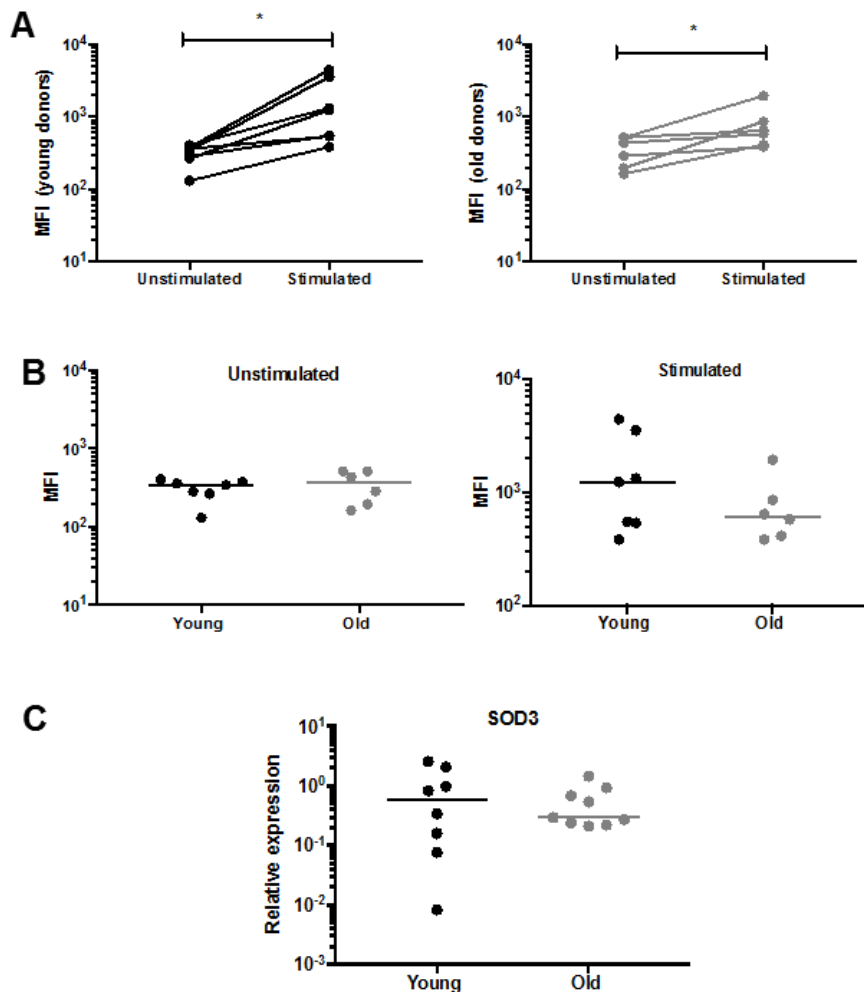 A
*
MFI (young donors)
10⁴
10³
10²
10¹
Unstimulated Stimulated
*
MFI (old donors)
10⁴
10³
10²
10¹
Unstimulated Stimulated
B
Unstimulated
MFI
10⁴
10³
10²
10¹
Young Old
Stimulated
MFI
10⁴
10³
10²
Young Old
C
SOD3
Relative expression
10¹
10⁰
10⁻¹
10⁻²
10⁻³
Young Old